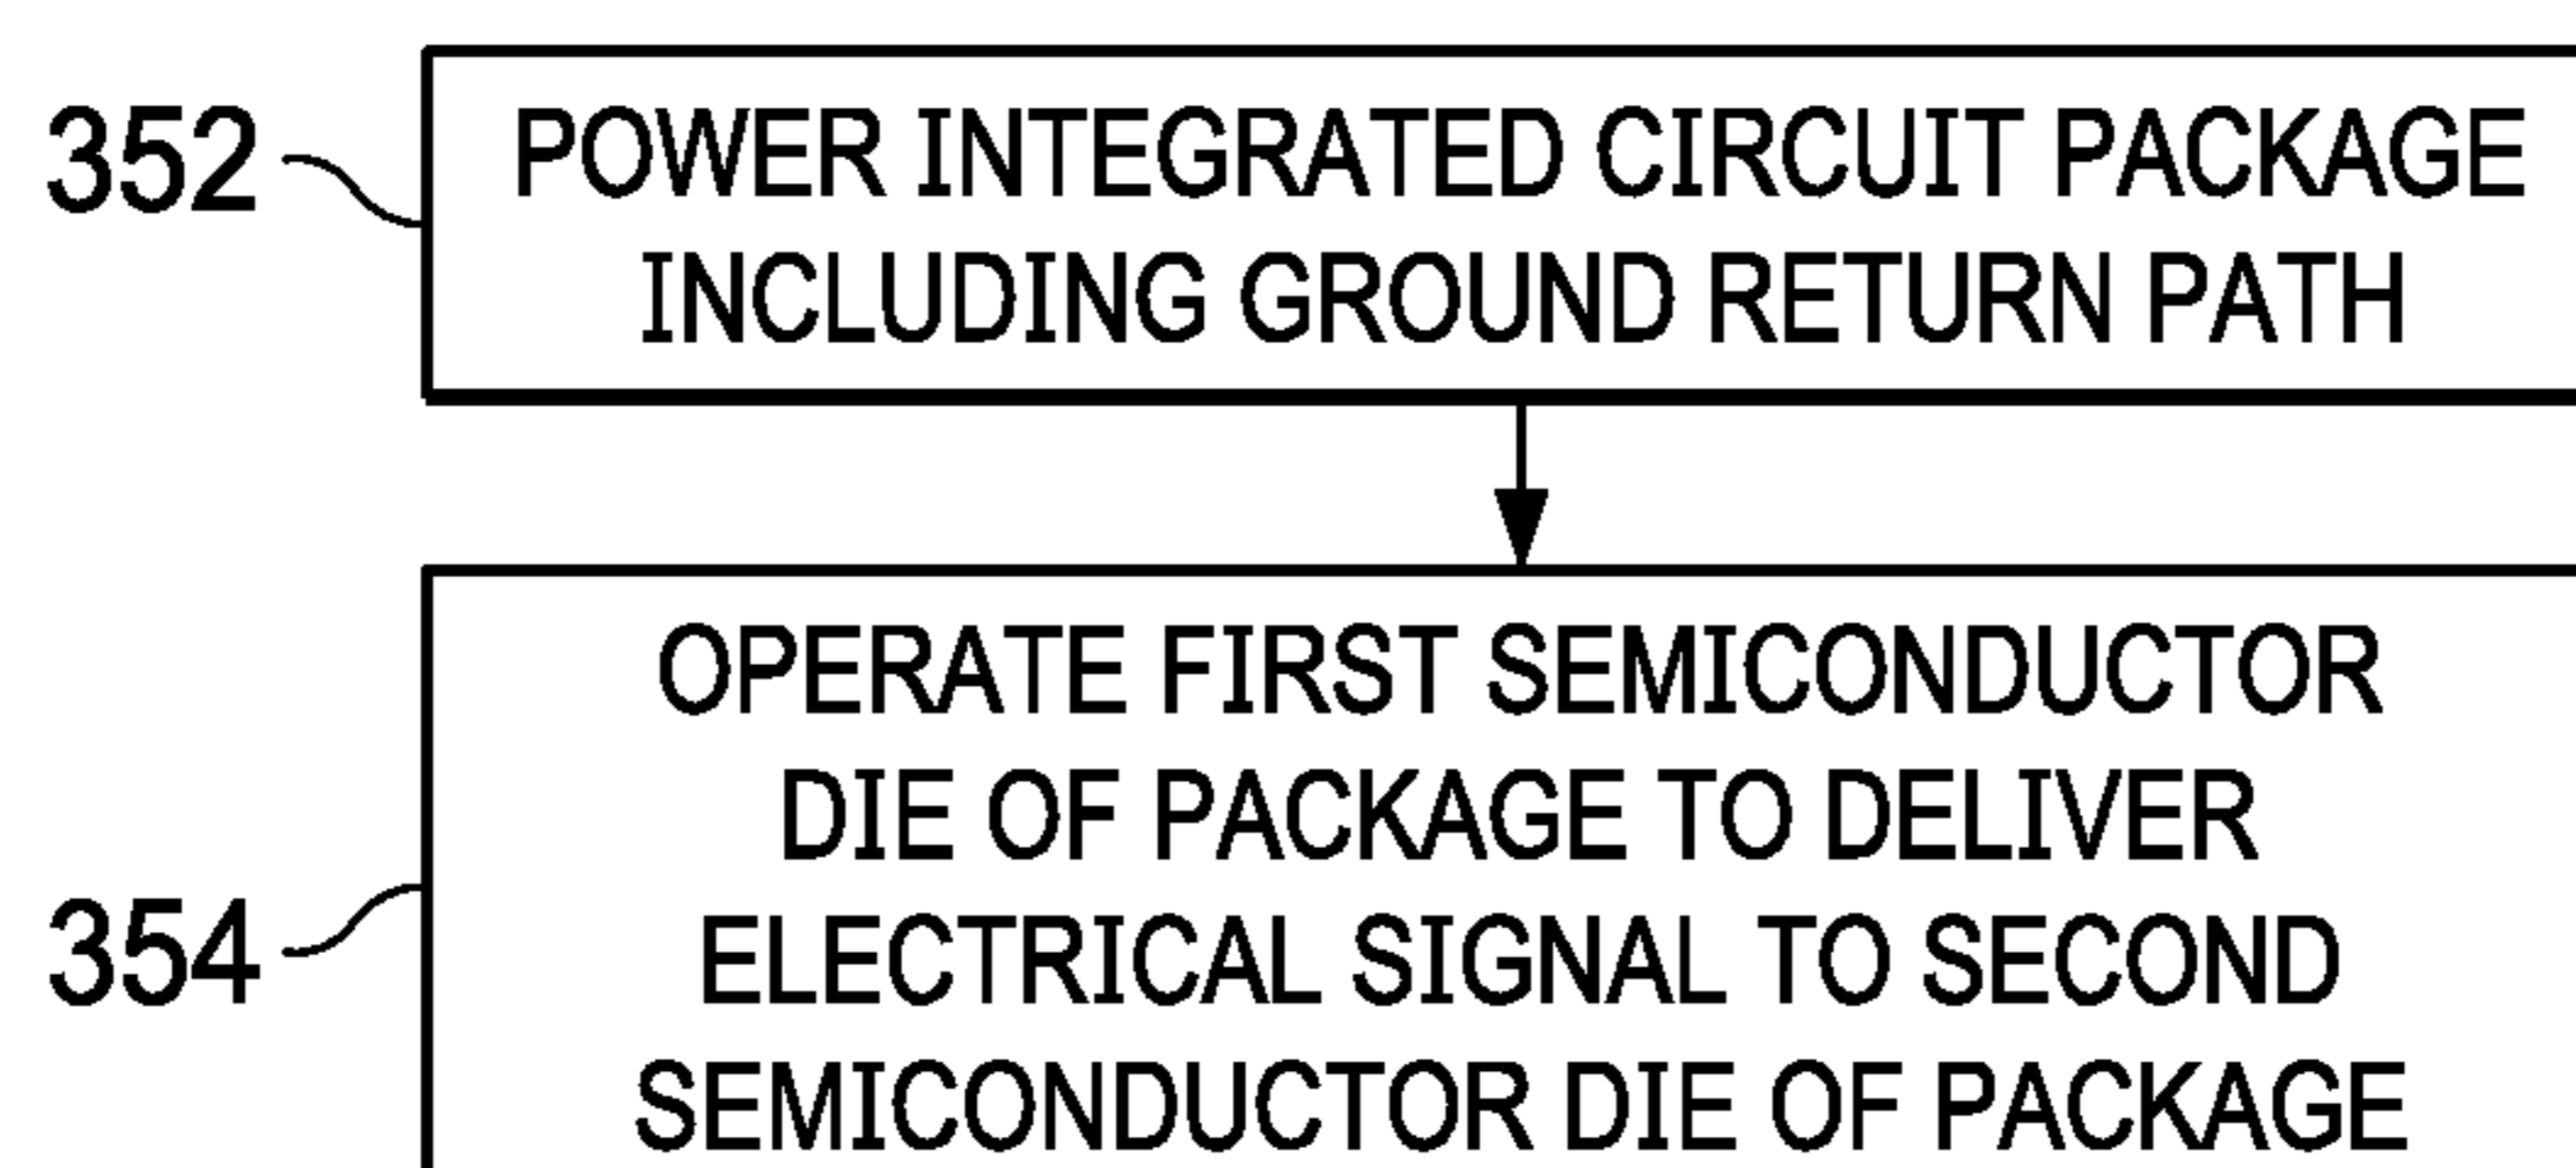 352
POWER INTEGRATED CIRCUIT PACKAGE
INCLUDING GROUND RETURN PATH
354
OPERATE FIRST SEMICONDUCTOR
DIE OF PACKAGE TO DELIVER
ELECTRICAL SIGNAL TO SECOND
SEMICONDUCTOR DIE OF PACKAGE